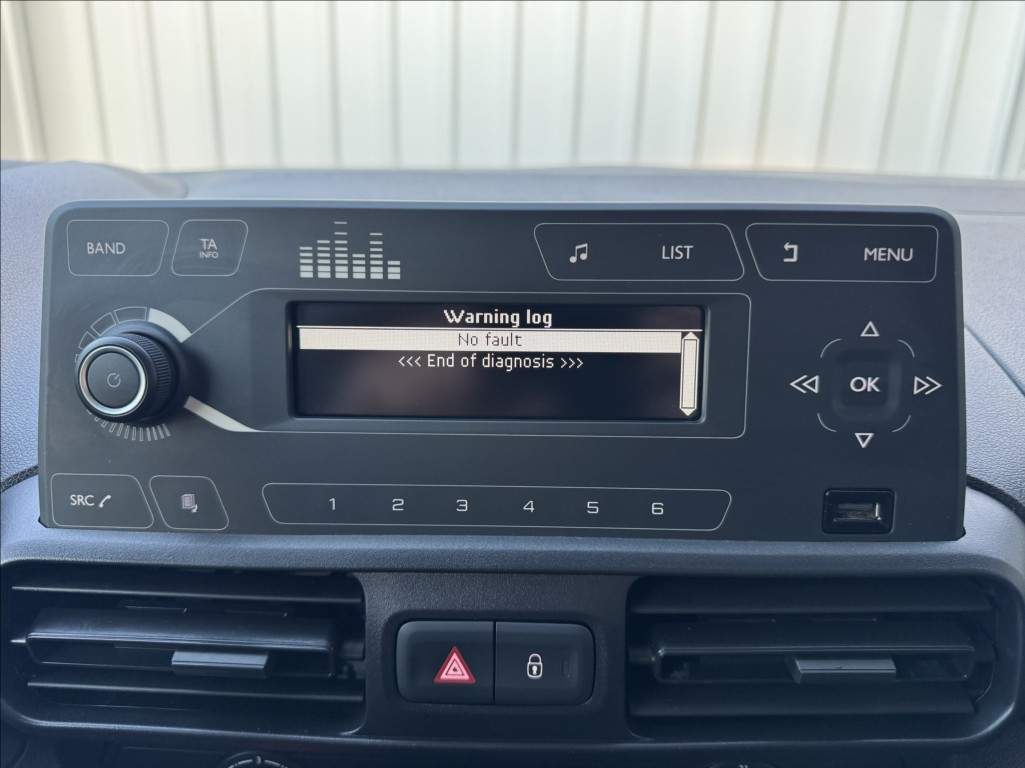 BAND
TA
INFO
LIST
MENU
Warning log
No fault
<<< End of diagnosis >>>
OK
SRC
1 2 3 4 5 6